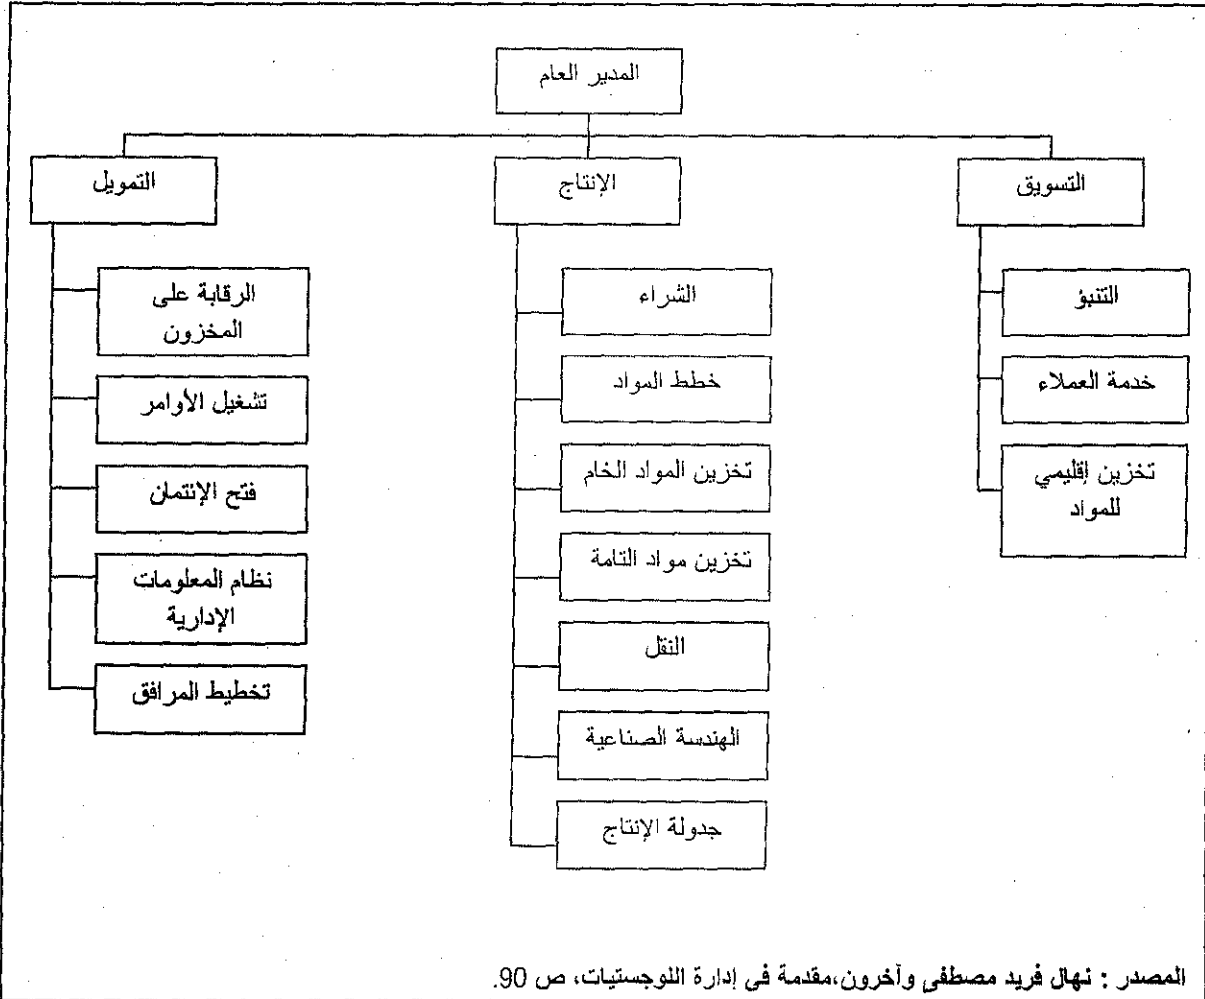 المدير العام
التسويق
الإنتاج
التمويل
التنبؤ
خدمة العملاء
تخزين إقليمي
للمواد
الشراء
خطط المواد
تخزين المواد الخام
تخزين مواد التامة
النقل
الهندسة الصناعية
جدولة الإنتاج
الرقابة على
المخزون
تشغيل الأوامر
فتح الإئتمان
نظام المعلومات
الإدارية
تخطيط المرافق
المصدر : نهال فريد مصطفى وآخرون،مقدمة في إدارة اللوجستيات، ص 90.